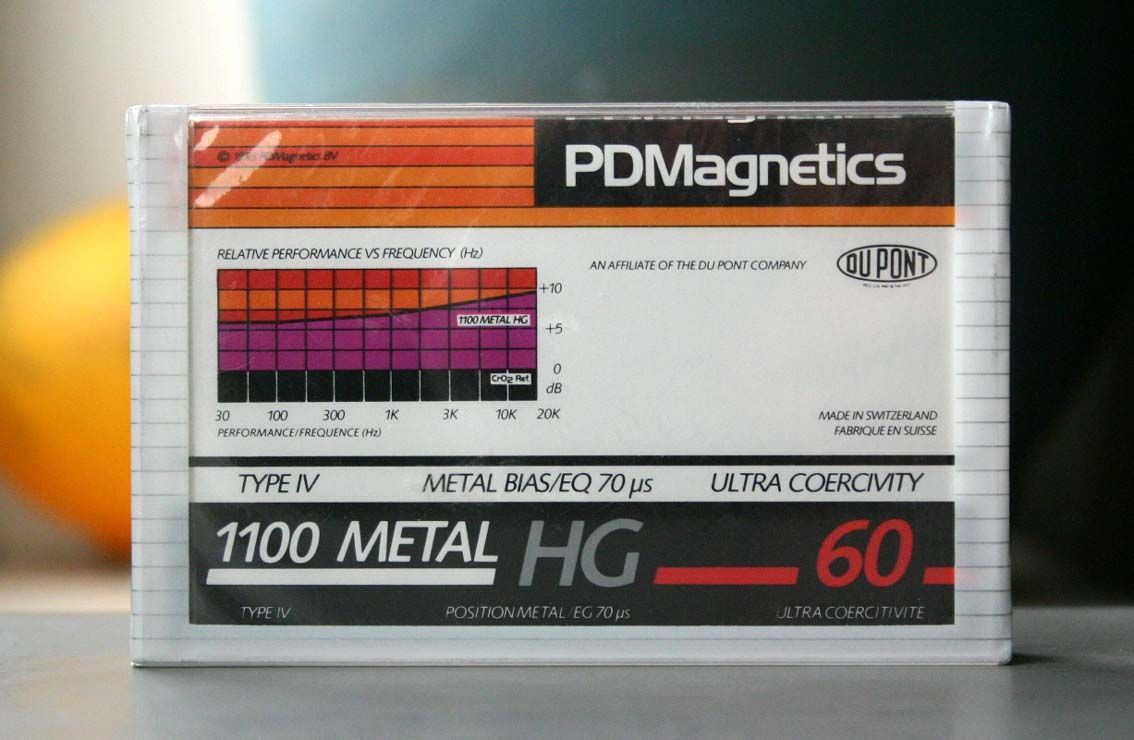 © 1983 PDMagnetics BV
PDMagnetics
RELATIVE PERFORMANCE VS FREQUENCY (Hz)
AN AFFILIATE OF THE DU PONT COMPANY
DU PONT
+10
1100 METAL HG
+5
0
CrO2 Ref.
dB
30 100 300 1K 3K 10K 20K
PERFORMANCE/FREQUENCE (Hz)
MADE IN SWITZERLAND
FABRIQUE EN SUISSE
TYPE IV METAL BIAS/EQ 70 µs ULTRA COERCIVITY
1100 METAL HG 60
TYPE IV POSITION METAL/EG 70 µs ULTRA COERCITIVITE